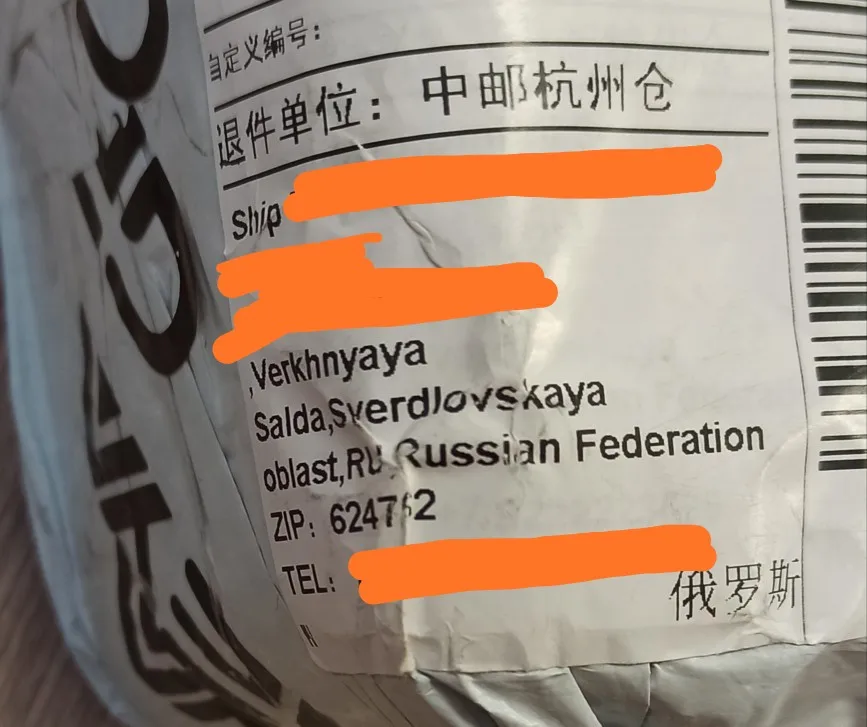 自定义编号:
退件单位: 中邮杭州仓
Ship
,Verkhnyaya
Salda,Sverdlovskaya
oblast,RU Russian Federation
ZIP: 624762
TEL:
俄罗斯